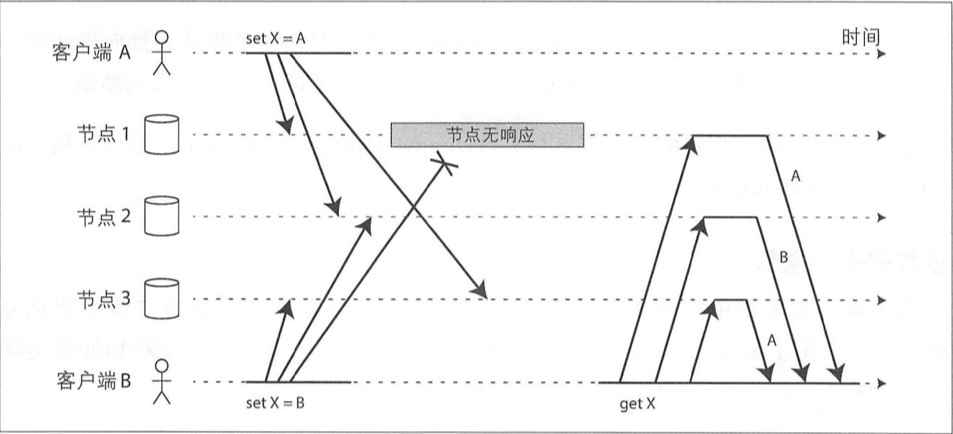 set X = A
客户端 A
时间
节点 1
节点无响应
A
节点 2
B
节点 3
A
客户端 B
set X = B
get X